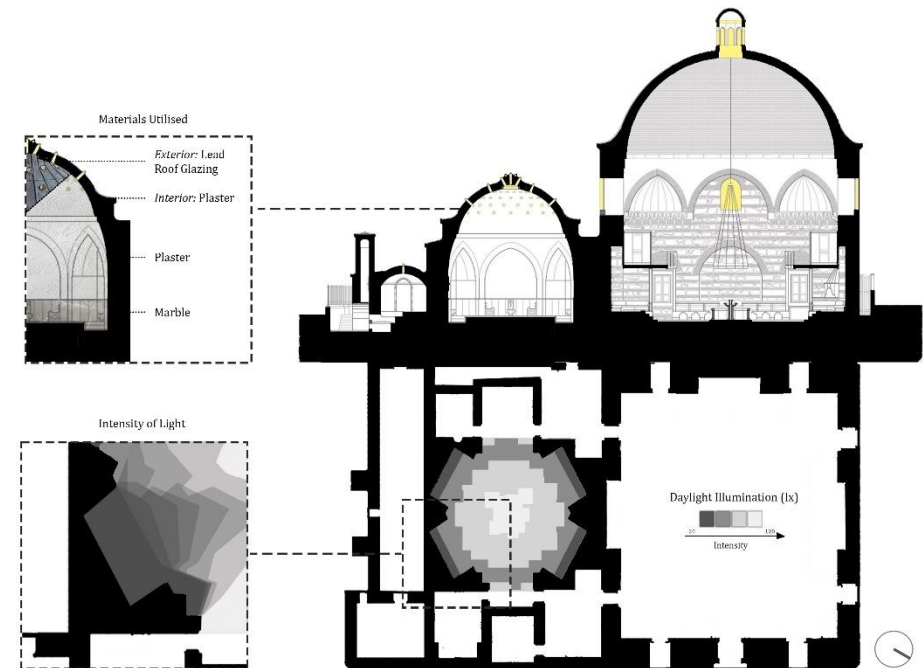 Materials Utilised
Exterior: Lead
Roof Glazing
Interior: Plaster
Plaster
Marble
Intensity of Light
Daylight Illumination (lx)
Intensity